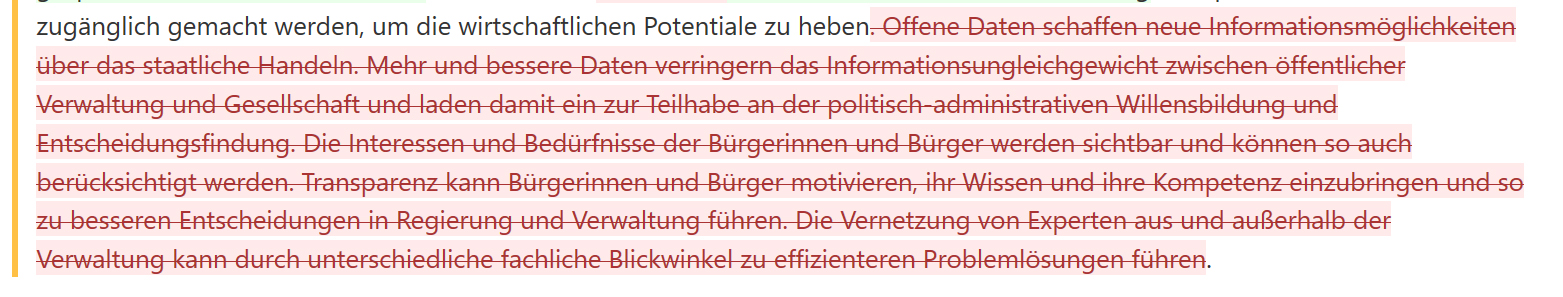 zugänglich gemacht werden, um die wirtschaftlichen Potentiale zu heben. Offene Daten schaffen neue Informationsmöglichkeiten
über das staatliche Handeln. Mehr und bessere Daten verringern das Informationsungleichgewicht zwischen öffentlicher
Verwaltung und Gesellschaft und laden damit ein zur Teilhabe an der politisch-administrativen Willensbildung und
Entscheidungsfindung. Die Interessen und Bedürfnisse der Bürgerinnen und Bürger werden sichtbar und können so auch
berücksichtigt werden. Transparenz kann Bürgerinnen und Bürger motivieren, ihr Wissen und ihre Kompetenz einzubringen und so
zu besseren Entscheidungen in Regierung und Verwaltung führen. Die Vernetzung von Experten aus und außerhalb der
Verwaltung kann durch unterschiedliche fachliche Blickwinkel zu effizienteren Problemlösungen führen.